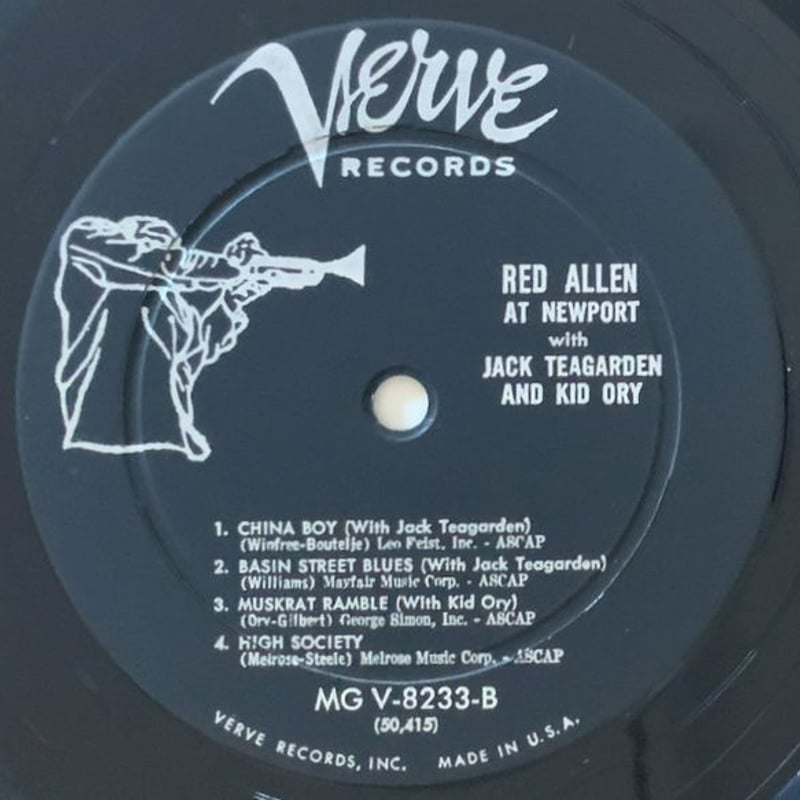 Verve
RECORDS
RED ALLEN
AT NEWPORT
with
JACK TEAGARDEN
AND KID ORY
1. CHINA BOY (With Jack Teagarden)
(Winfree-Boutelje) Leo Feist, Inc. - ASCAP
2. BASIN STREET BLUES (With Jack Teagarden)
(Williams) Mayfair Music Corp. - ASCAP
3. MUSKRAT RAMBLE (With Kid Ory)
(Ory-Gilbert) George Simon, Inc. - ASCAP
4. HIGH SOCIETY
(Melrose-Steele) Melrose Music Corp. - ASCAP
MG V-8233-B
(50,415)
VERVE RECORDS, INC. MADE IN U.S.A.